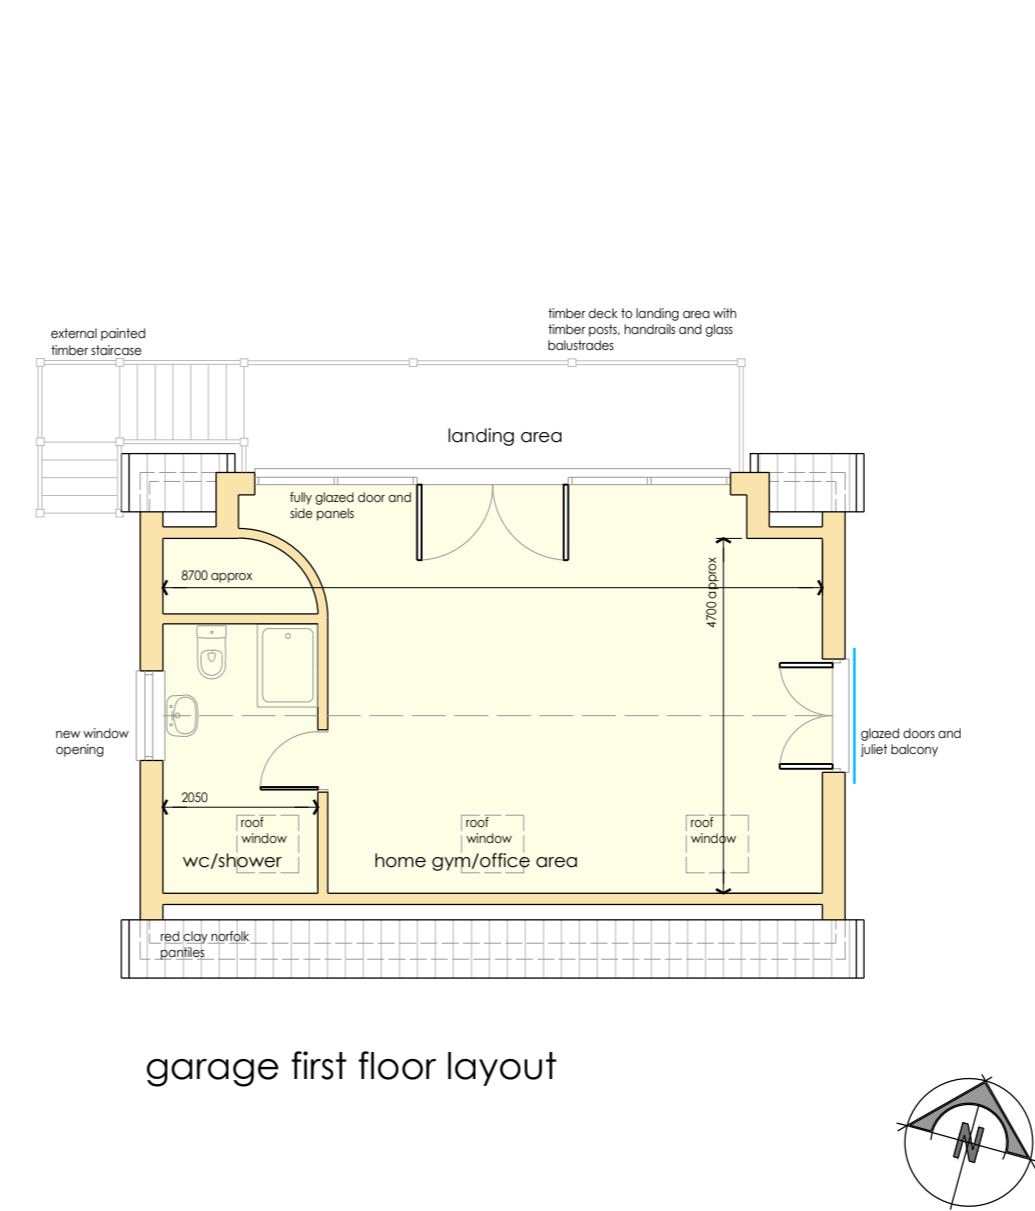 timber deck to landing area with
timber posts, handrails and glass
balustrades
external painted
timber staircase
landing area
fully glazed door and
side panels
8700 approx
4700 approx
new window
opening
glazed doors and
juliet balcony
2050
roof
window
roof
window
roof
window
wc/shower
home gym/office area
red clay norfolk
pantiles
garage first floor layout
N